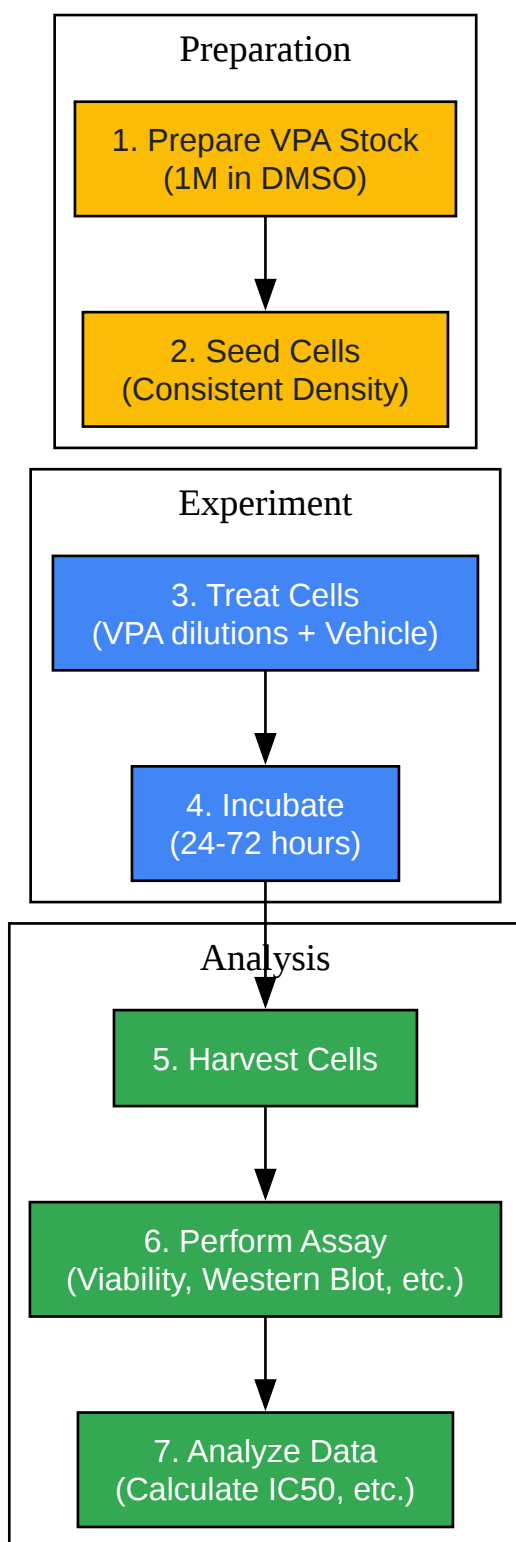 Preparation
1. Prepare VPA Stock
(1M in DMSO)
2. Seed Cells
(Consistent Density)
Experiment
3. Treat Cells
(VPA dilutions + Vehicle)
4. Incubate
(24-72 hours)
Analysis
5. Harvest Cells
6. Perform Assay
(Viability, Western Blot, etc.)
7. Analyze Data
(Calculate IC50, etc.)